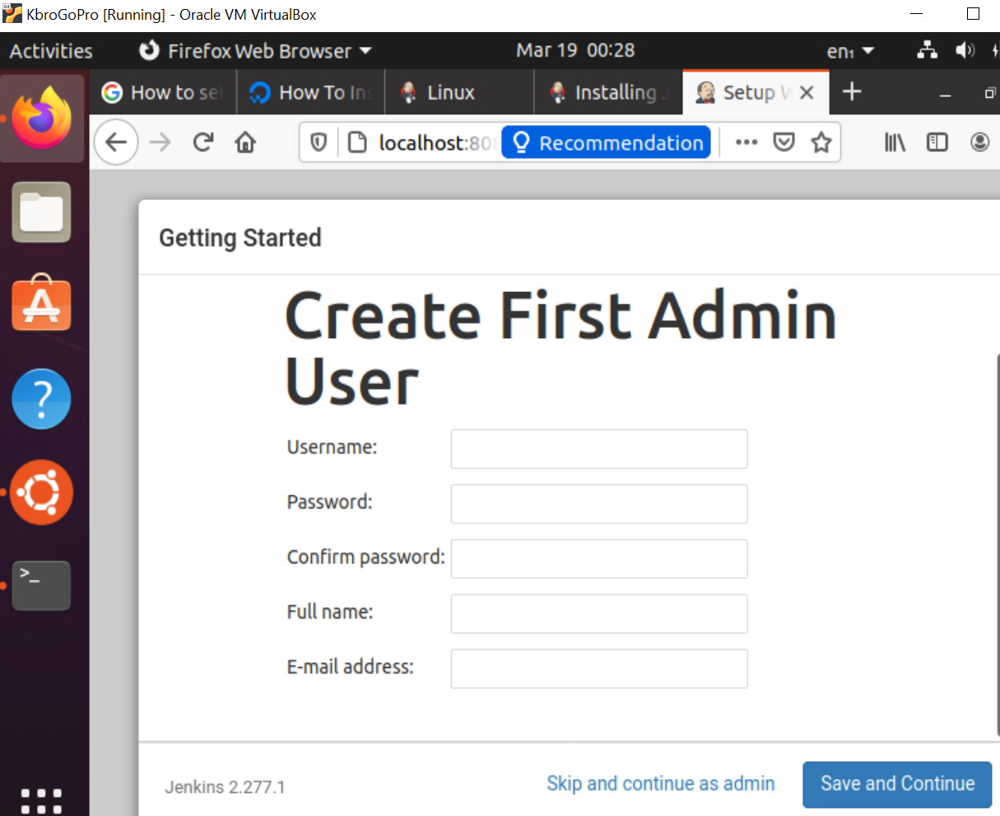 KbroGoPro [Running] - Oracle VM VirtualBox
Activities Firefox Web Browser Mar 19 00:28 en1
How to se How To In Linux Installing Setup W
localhost:808 Recommendation
Getting Started
Create First Admin
User
Username:
Password:
Confirm password:
Full name:
E-mail address:
Jenkins 2.277.1 Skip and continue as admin Save and Continue